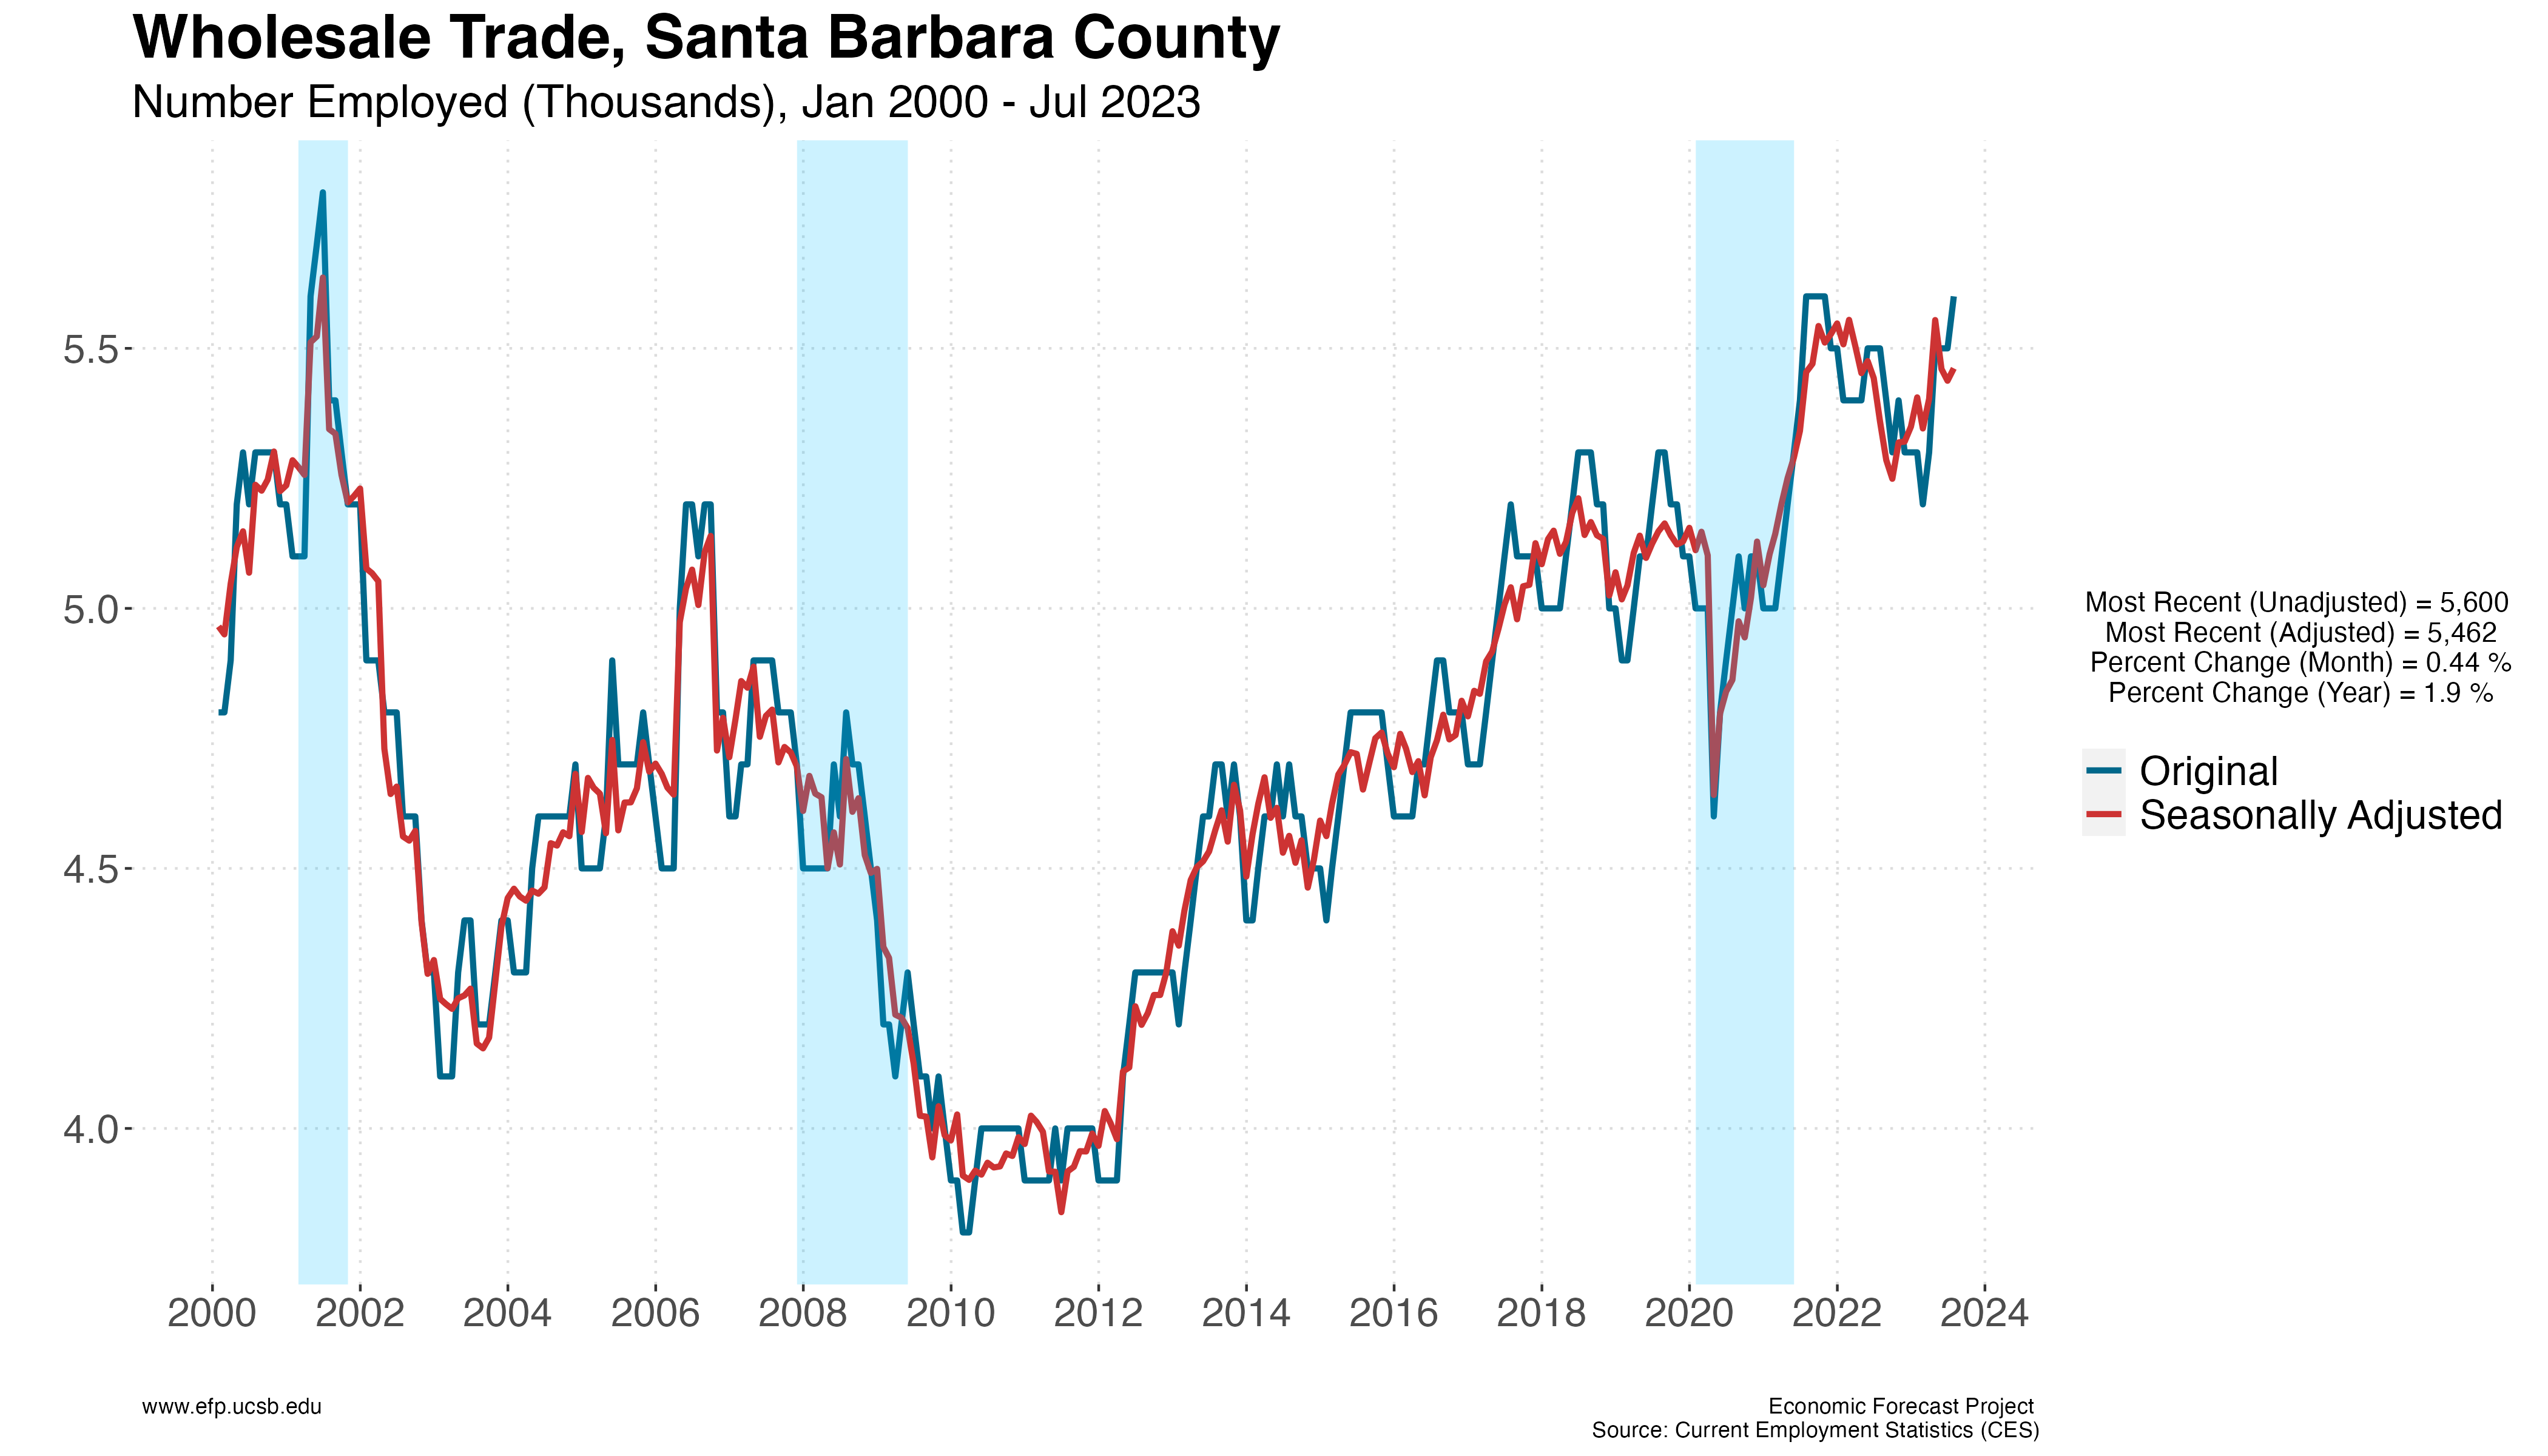 Wholesale Trade, Santa Barbara County
Number Employed (Thousands), Jan 2000 - Jul 2023
5.5
5.0
4.5
4.0
2000 2002 2004 2006 2008 2010 2012 2014 2016 2018 2020 2022 2024
Most Recent (Unadjusted) = 5,600
Most Recent (Adjusted) = 5,462
Percent Change (Month) = 0.44 %
Percent Change (Year) = 1.9 %
Original
Seasonally Adjusted
www.efp.ucsb.edu
Economic Forecast Project
Source: Current Employment Statistics (CES)